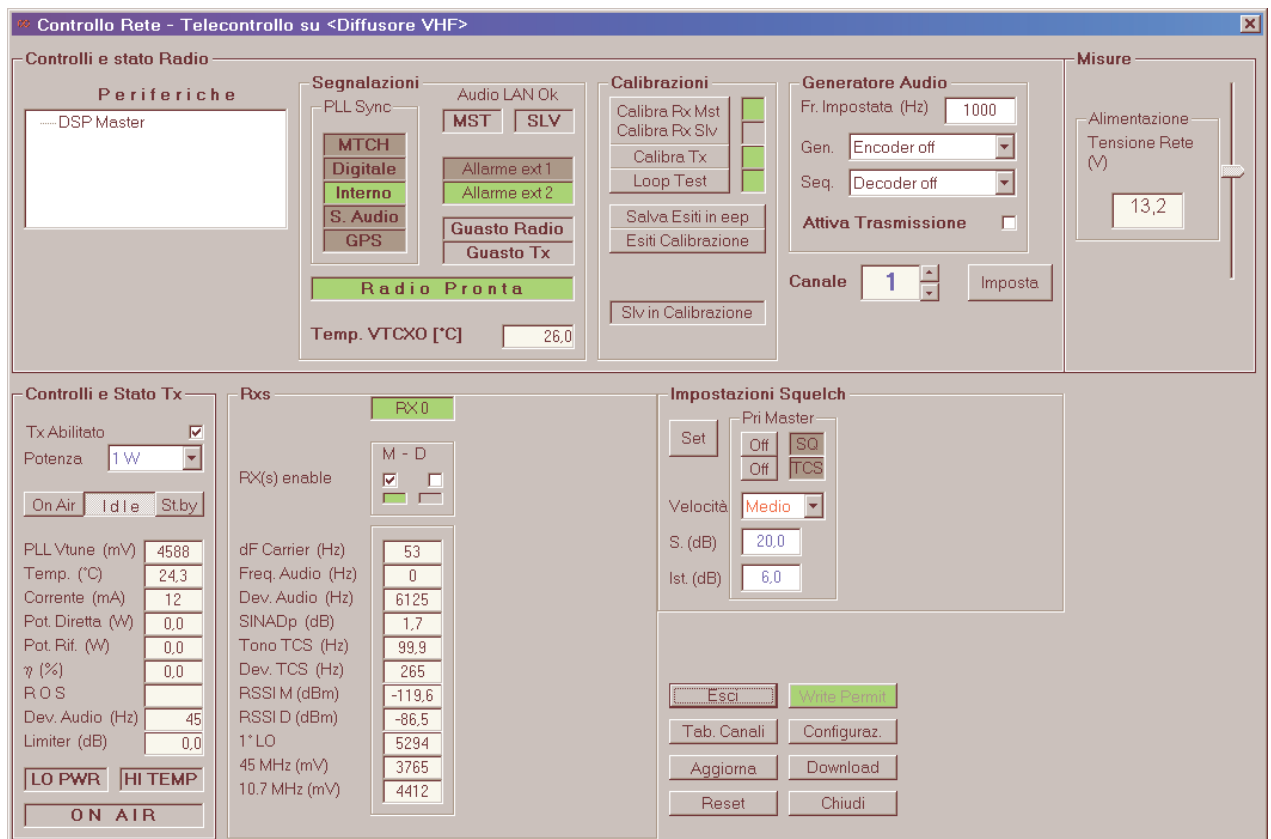 Controllo Rete - Telecontrollo su <Diffusore VHF>
Controlli e stato Radio
Periferiche
DSP Master
Segnalazioni
PLL Sync
MTCH
Digitale
Interno
S. Audio
GPS
Audio LAN Ok
MST SLV
Allarme ext 1
Allarme ext 2
Guasto Radio
Guasto Tx
Radio Pronta
Temp. VTCXO [°C] 26,0
Calibrazioni
Calibra Rx Mst
Calibra Rx Slv
Calibra Tx
Loop Test
Salva Esiti in eep
Esiti Calibrazione
Slv in Calibrazione
Generatore Audio
Fr. Impostata (Hz) 1000
Gen. Encoder off
Seq. Decoder off
Attiva Trasmissione
Canale 1 Imposta
Misure
Alimentazione
Tensione Rete
(V)
13,2
Controlli e Stato Tx
Tx Abilitato
Potenza 1 W
On Air Idle St.by
PLL Vtune (mV) 4588
Temp. (°C) 24,3
Corrente (mA) 12
Pot. Diretta (W) 0,0
Pot. Rif. (W) 0,0
η (%) 0,0
R O S
Dev. Audio (Hz) 45
Limiter (dB) 0,0
LO PWR HI TEMP
ON AIR
Rxs
RX 0
M - D
RX(s) enable
dF Carrier (Hz) 53
Freq. Audio (Hz) 0
Dev. Audio (Hz) 6125
SINADp (dB) 1,7
Tono TCS (Hz) 99,9
Dev. TCS (Hz) 265
RSSI M (dBm) -119,6
RSSI D (dBm) -86,5
1° LO 5294
45 MHz (mV) 3765
10.7 MHz (mV) 4412
Impostazioni Squelch
Set
Pri Master
Off SQ
Off TCS
Velocità Medio
S. (dB) 20,0
Ist. (dB) 6,0
Esci Write Permit
Tab. Canali Configuraz.
Aggiorna Download
Reset Chiudi